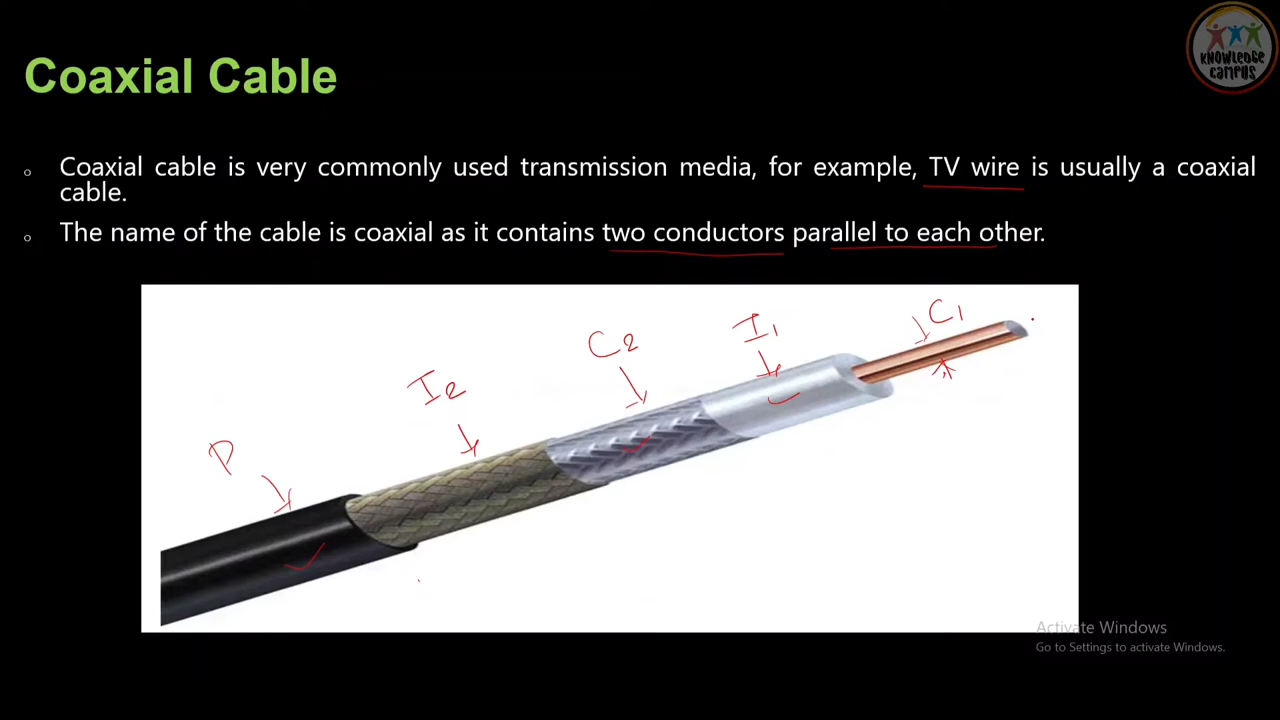 KNOWLEDGE
CAMPUS
Coaxial Cable
Coaxial cable is very commonly used transmission media, for example, TV wire is usually a coaxial
cable.
The name of the cable is coaxial as it contains two conductors parallel to each other.
C1
I1
C2
I2
P
Activate Windows
Go to Settings to activate Windows.